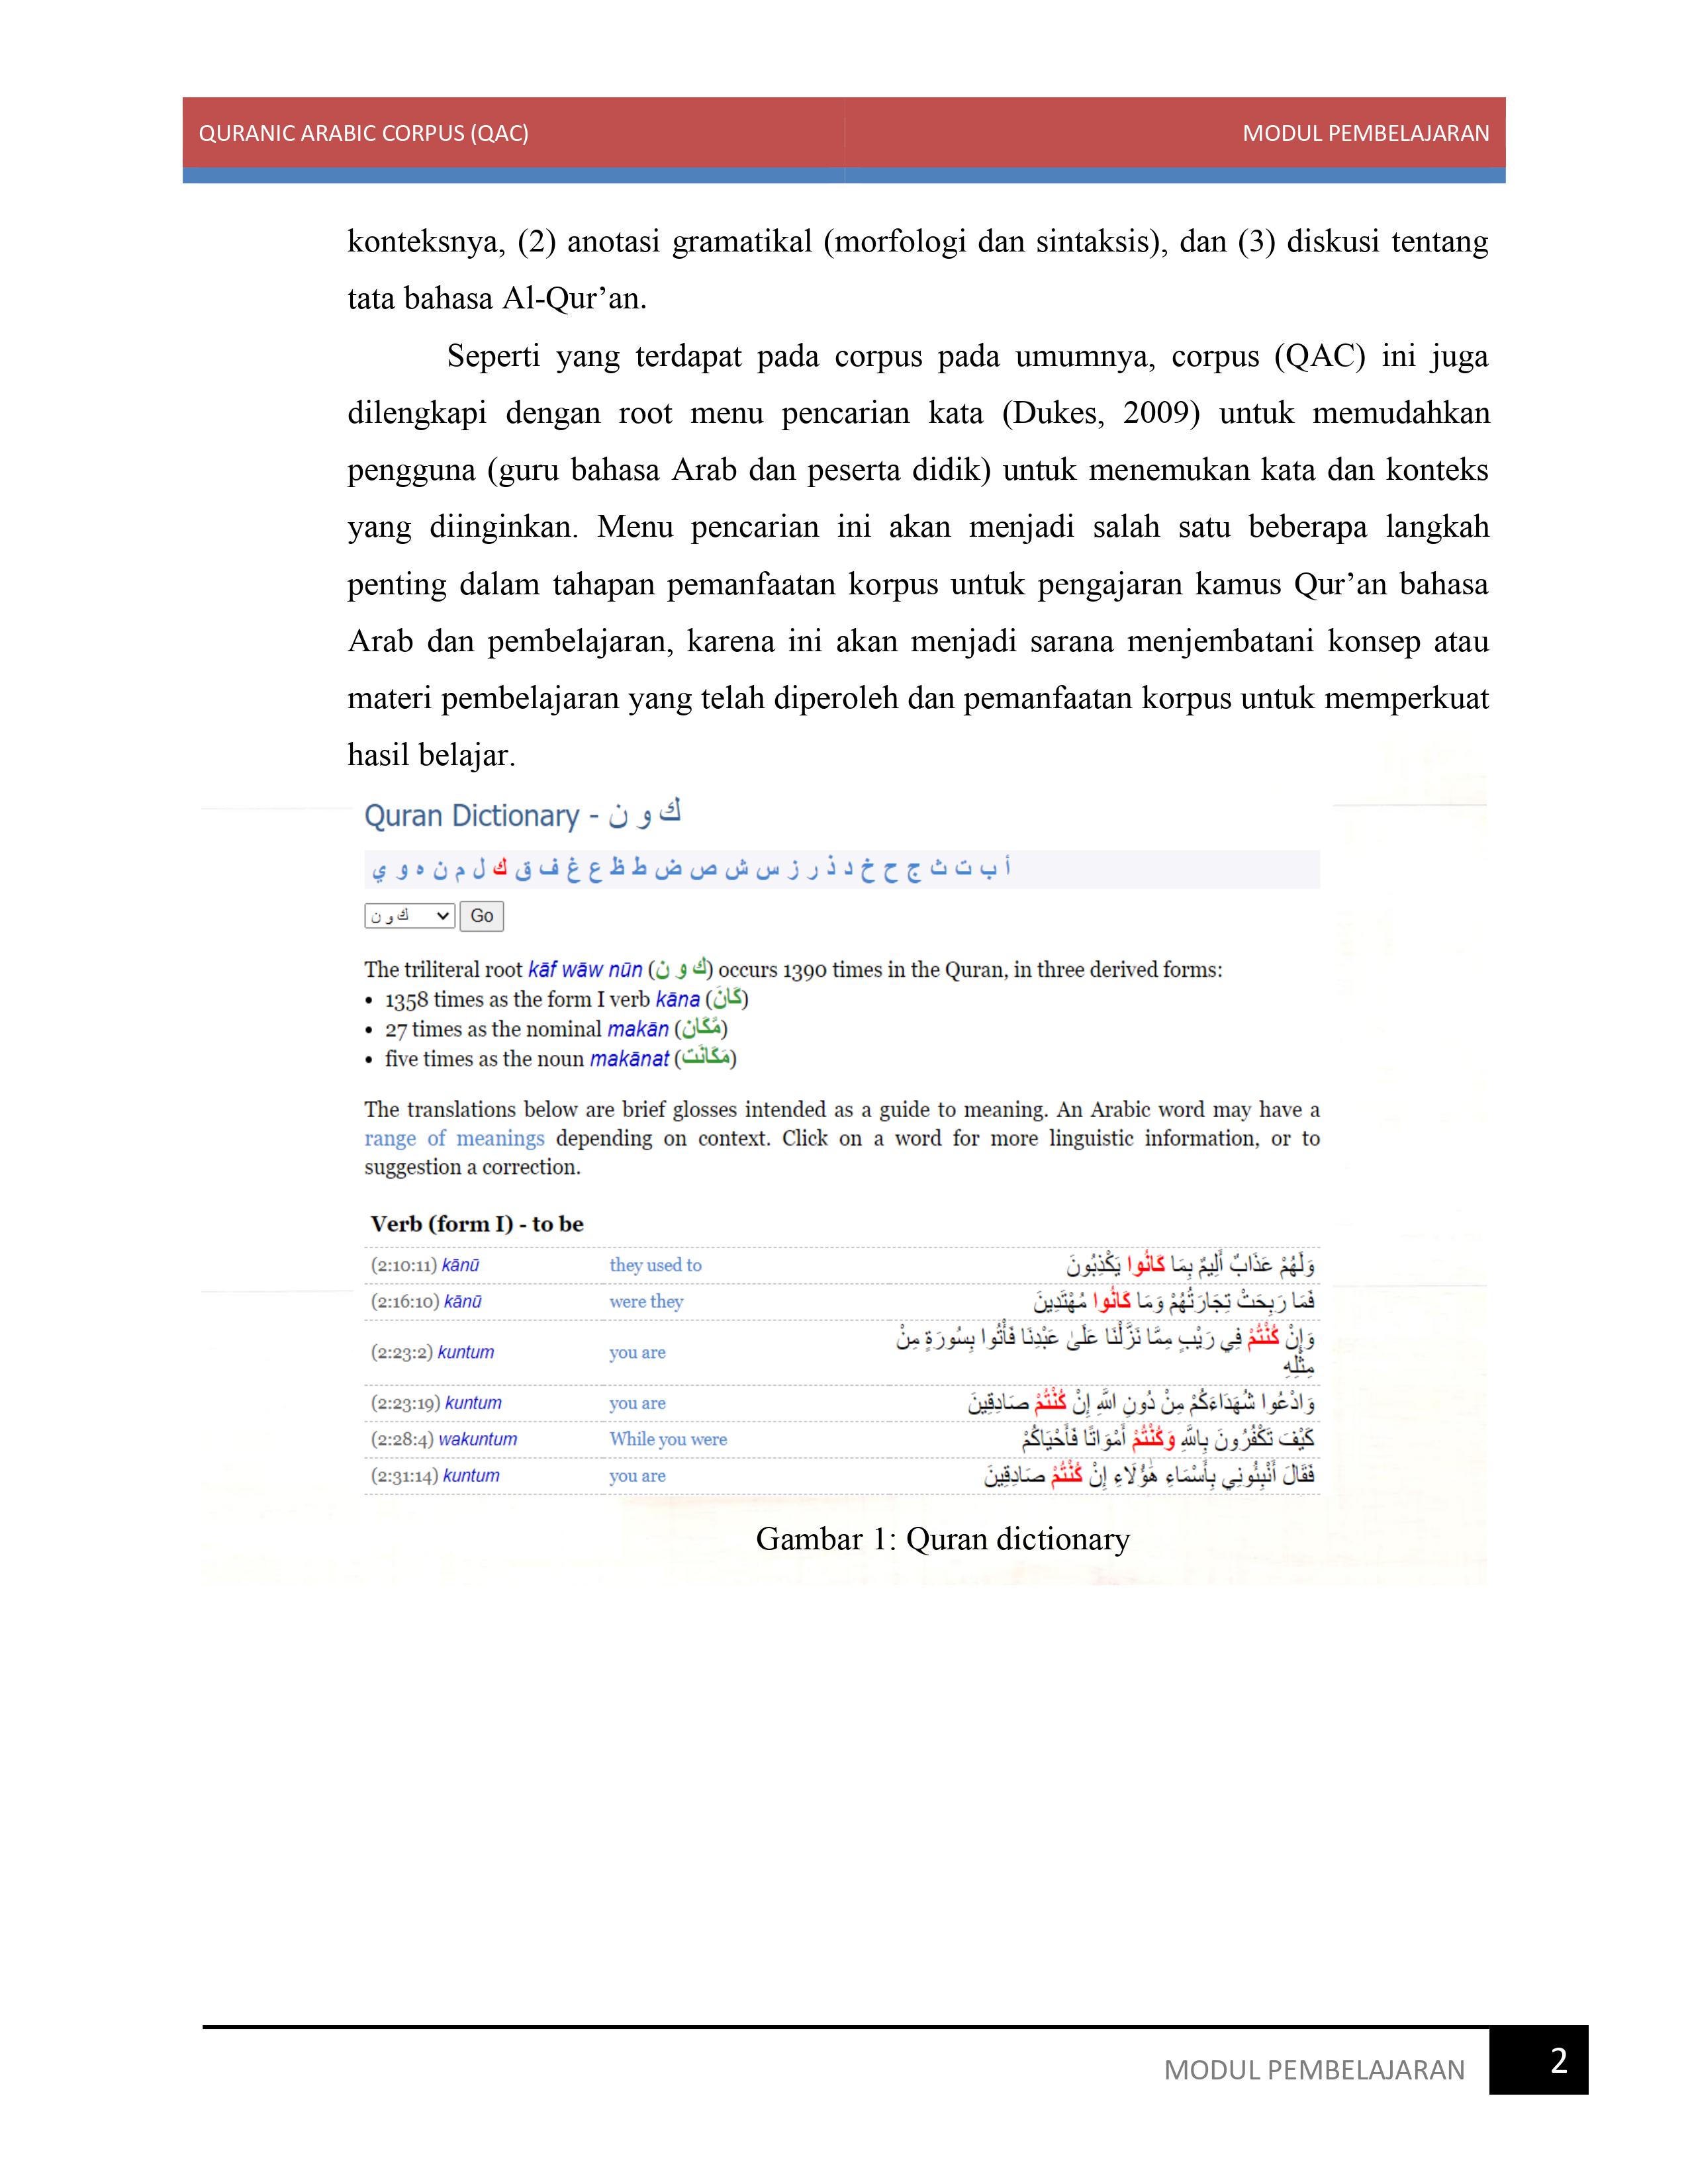 QURANIC ARABIC CORPUS (QAC) MODUL PEMBELAJARAN
konteksnya, (2) anotasi gramatikal (morfologi dan sintaksis), dan (3) diskusi tentang
tata bahasa Al-Qur’an.
Seperti yang terdapat pada corpus pada umumnya, corpus (QAC) ini juga
dilengkapi dengan root menu pencarian kata (Dukes, 2009) untuk memudahkan
pengguna (guru bahasa Arab dan peserta didik) untuk menemukan kata dan konteks
yang diinginkan. Menu pencarian ini akan menjadi salah satu beberapa langkah
penting dalam tahapan pemanfaatan korpus untuk pengajaran kamus Qur’an bahasa
Arab dan pembelajaran, karena ini akan menjadi sarana menjembatani konsep atau
materi pembelajaran yang telah diperoleh dan pemanfaatan korpus untuk memperkuat
hasil belajar.
Quran Dictionary - ك و ن
أ ب ت ث ج ح خ د ذ ر ز س ش ص ض ط ظ ع غ ف ق ك ل م ن ه و ي
ك و ن Go
The triliteral root kāf wāw nūn (ك و ن) occurs 1390 times in the Quran, in three derived forms:
• 1358 times as the form I verb kāna (كَانَ)
• 27 times as the nominal makān (مَّكَان)
• five times as the noun makānat (مَكَانَت)
The translations below are brief glosses intended as a guide to meaning. An Arabic word may have a
range of meanings depending on context. Click on a word for more linguistic information, or to
suggestion a correction.
Verb (form I) - to be
(2:10:11) kānū they used to وَلَهُمْ عَذَابٌ أَلِيمٌ بِمَا كَانُوا يَكْذِبُونَ
(2:16:10) kānū were they فَمَا رَبِحَتْ تِجَارَتُهُمْ وَمَا كَانُوا مُهْتَدِينَ
(2:23:2) kuntum you are وَإِنْ كُنْتُمْ فِي رَيْبٍ مِمَّا نَزَّلْنَا عَلَىٰ عَبْدِنَا فَأْتُوا بِسُورَةٍ مِنْ
مِثْلِهِ
(2:23:19) kuntum you are وَادْعُوا شُهَدَاءَكُمْ مِنْ دُونِ اللَّهِ إِنْ كُنْتُمْ صَادِقِينَ
(2:28:4) wakuntum While you were كَيْفَ تَكْفُرُونَ بِاللَّهِ وَكُنْتُمْ أَمْوَاتًا فَأَحْيَاكُمْ
(2:31:14) kuntum you are فَقَالَ أَنْبِئُونِي بِأَسْمَاءِ هَٰؤُلَاءِ إِنْ كُنْتُمْ صَادِقِينَ
Gambar 1: Quran dictionary
MODUL PEMBELAJARAN 2